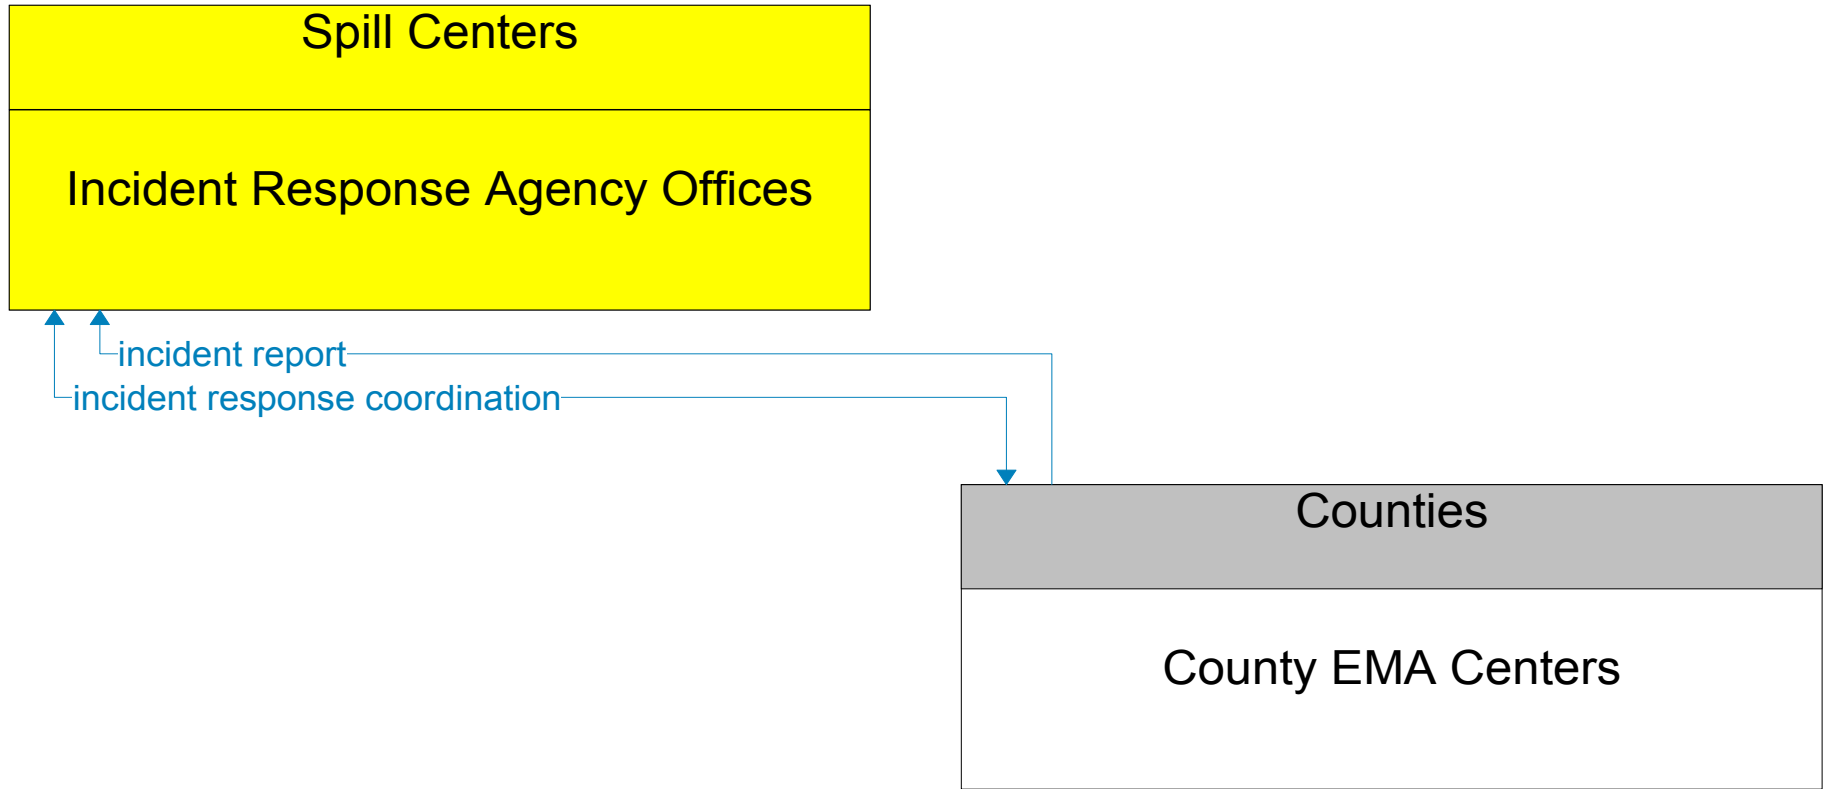 Spill Centers
Incident Response Agency Offices
incident report
incident response coordination
Counties
County EMA Centers